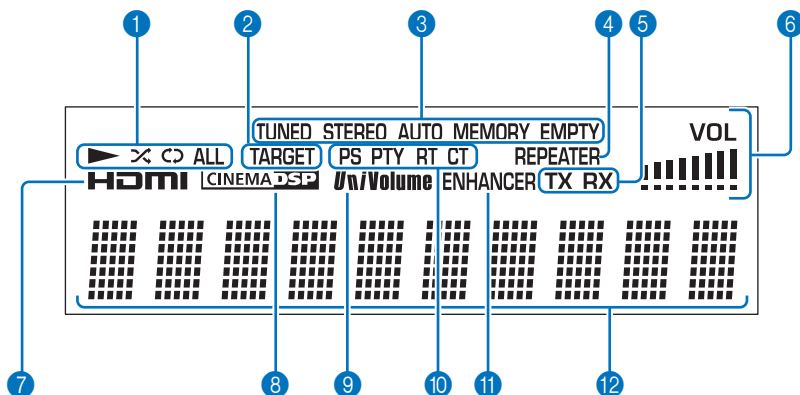 1 2 3 4 5 6
TUNED STEREO AUTO MEMORY EMPTY VOL
ALL TARGET PS PTY RT CT REPEATER
HDMI CINEMA DSP UniVolume ENHANCER TX RX
7 8 9 10 11 12